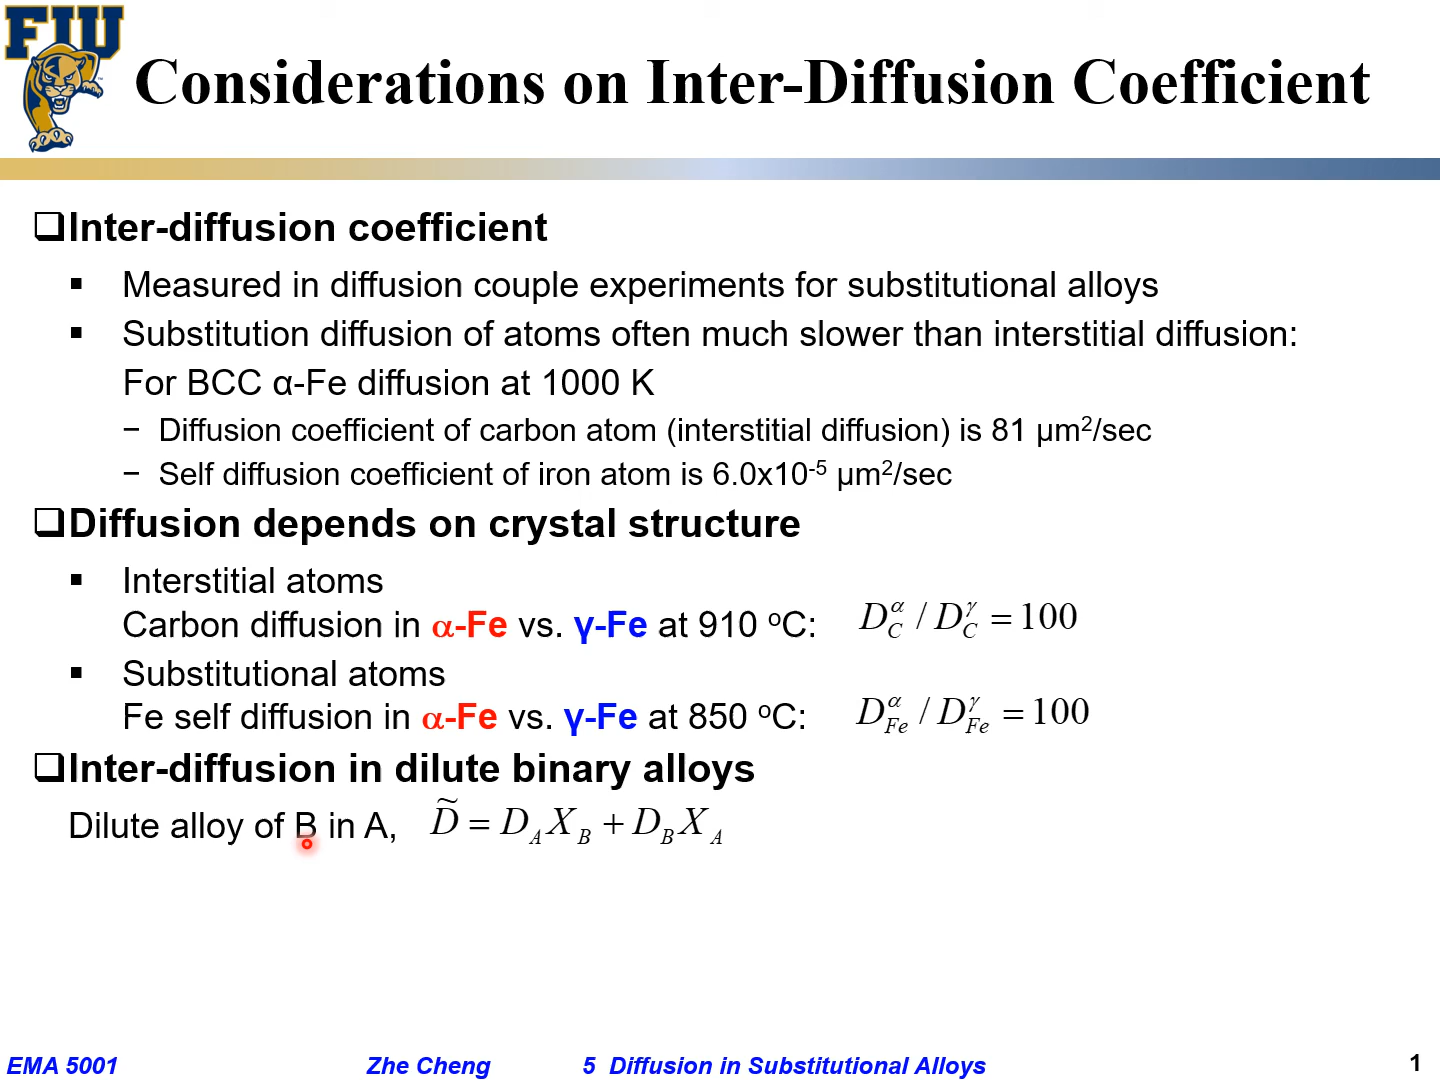 FIU
Considerations on Inter-Diffusion Coefficient
❑Inter-diffusion coefficient
▪ Measured in diffusion couple experiments for substitutional alloys
▪ Substitution diffusion of atoms often much slower than interstitial diffusion:
For BCC α-Fe diffusion at 1000 K
− Diffusion coefficient of carbon atom (interstitial diffusion) is 81 μm²/sec
− Self diffusion coefficient of iron atom is 6.0x10⁻⁵ μm²/sec
❑Diffusion depends on crystal structure
▪ Interstitial atoms
Carbon diffusion in α-Fe vs. γ-Fe at 910 ᵒC: D_C^α / D_C^γ = 100
▪ Substitutional atoms
Fe self diffusion in α-Fe vs. γ-Fe at 850 ᵒC: D_Fe^α / D_Fe^γ = 100
❑Inter-diffusion in dilute binary alloys
Dilute alloy of B in A, D̃ = D_A X_B + D_B X_A
EMA 5001 Zhe Cheng 5 Diffusion in Substitutional Alloys 1